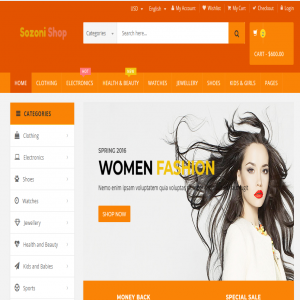 USD English My Account Wishlist My Cart Checkout Login
Sozoni Shop
Categories Search here...
CART - $600.00
HOT NEW
HOME CLOTHING ELECTRONICS HEALTH & BEAUTY WATCHES JEWELLERY SHOES KIDS & GIRLS PAGES
CATEGORIES
Clothing
Electronics
Shoes
Watches
Jewellery
Health and Beauty
Kids and Babies
Sports
SPRING 2016
WOMEN FASHION
Nemo enim ipsam voluptatem quia voluptas
SHOP NOW
MONEY BACK SPECIAL SALE